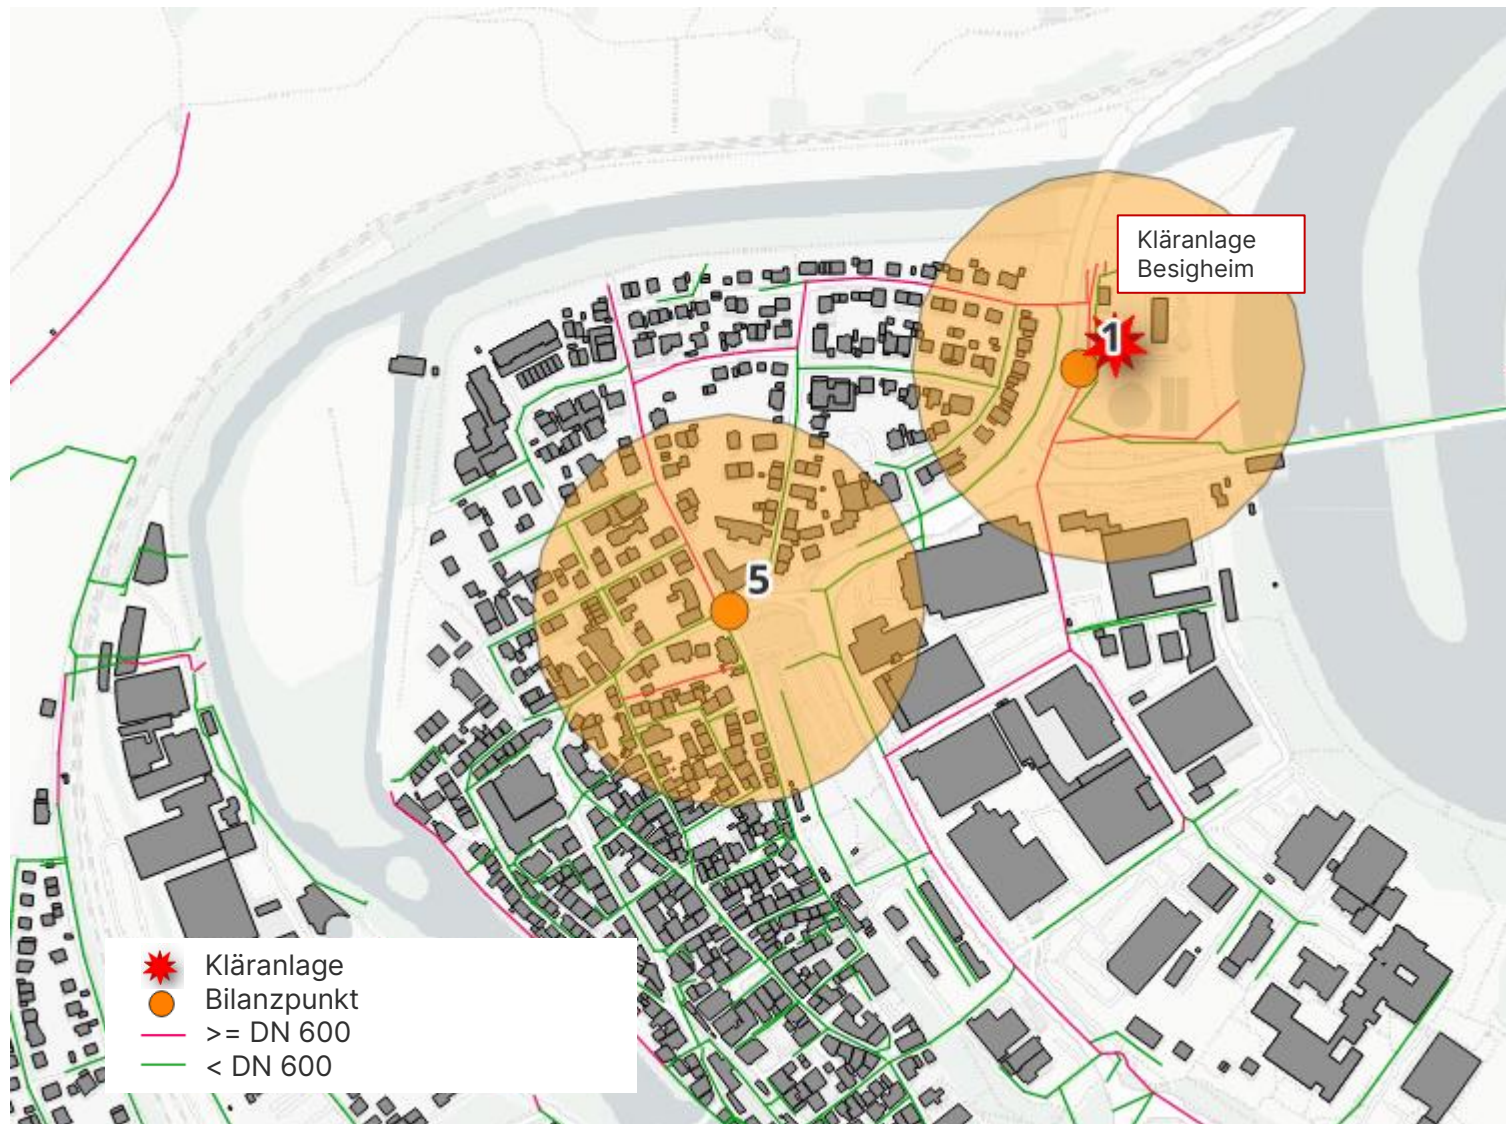 Kläranlage
Besigheim
1
5
Kläranlage
Bilanzpunkt
>= DN 600
< DN 600